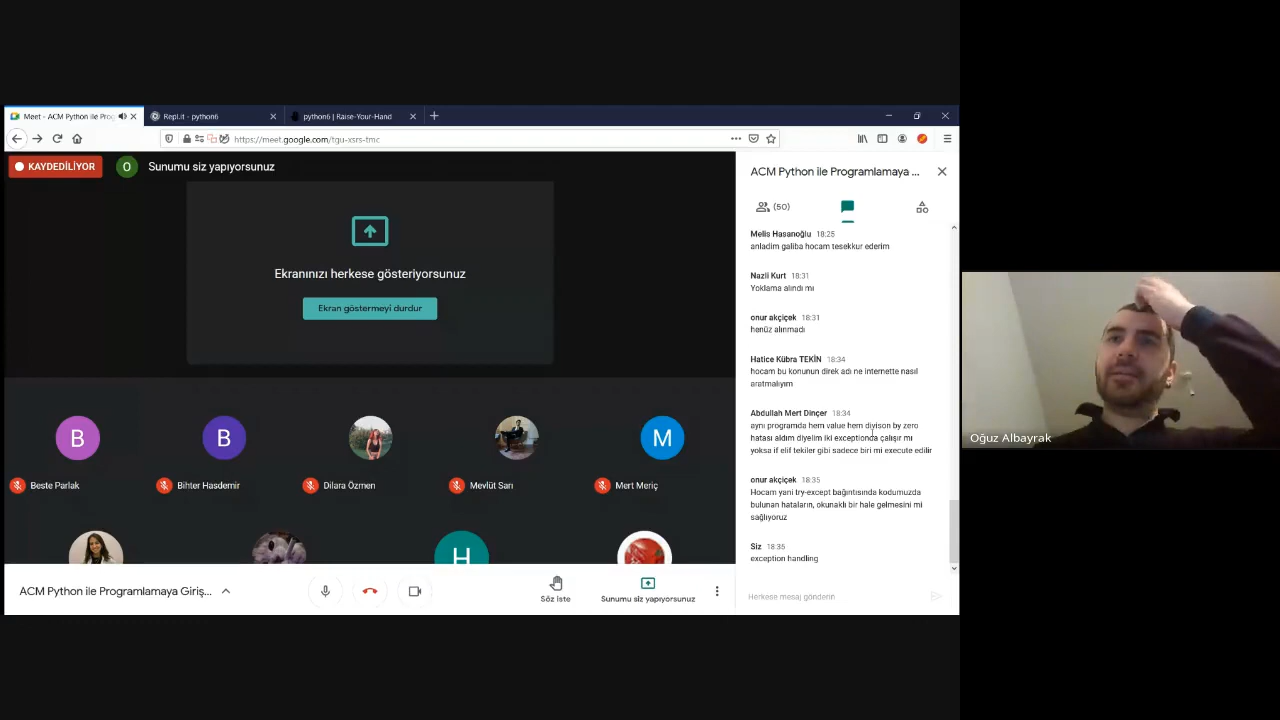 Meet - ACM Python ile Prog
Repl.it - python6
python6 | Raise-Your-Hand
https://meet.google.com/tgu-xsrs-tmc
KAYDEDİLİYOR
O
Sunumu siz yapıyorsunuz
Ekranınızı herkese gösteriyorsunuz
Ekran göstermeyi durdur
B
B
M
Beste Parlak
Bihter Hasdemir
Dilara Özmen
Mevlüt Sarı
Mert Meriç
H
ACM Python ile Programlamaya Giriş...
Söz iste
Sunumu siz yapıyorsunuz
ACM Python ile Programlamaya ...
(50)
Melis Hasanoğlu 18:25
anladim galiba hocam tesekkur ederim
Nazli Kurt 18:31
Yoklama alındı mı
onur akçiçek 18:31
henüz alınmadı
Hatice Kübra TEKİN 18:34
hocam bu konunun direk adı ne internette nasıl
aratmalıyım
Abdullah Mert Dinçer 18:34
aynı programda hem value hem diyison by zero
hatası aldım diyelim iki exceptionda çalışır mı
yoksa if elif tekiler gibi sadece biri mi execute edilir
onur akçiçek 18:35
Hocam yani try-except bağıntısında kodumuzda
bulunan hataların, okunaklı bir hale gelmesini mi
sağlıyoruz
Siz 18:35
exception handling
Herkese mesaj gönderin
Oğuz Albayrak